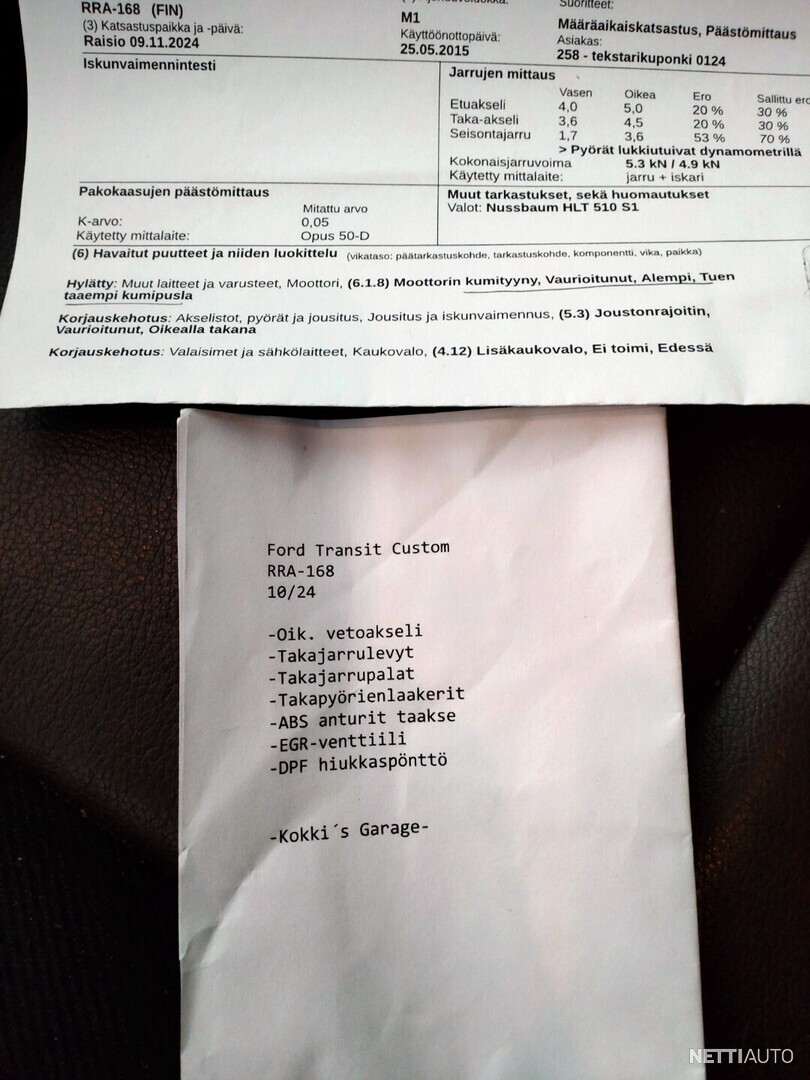 RRA-168 (FIN)
(3) Katsastuspaikka ja -päivä:
Raisio 09.11.2024
M1
Käyttöönottopäivä:
25.05.2015
Suoritteet:
Määräaikaiskatsastus, Päästömittaus
Asiakas:
258 - tekstarikuponki 0124
Iskunvaimennintesti
Jarrujen mittaus
Vasen Oikea Ero Sallittu ero
Etuakseli 4,0 5,0 20 % 30 %
Taka-akseli 3,6 4,5 20 % 30 %
Seisontajarru 1,7 3,6 53 % 70 %
> Pyörät lukkiutuivat dynamometrillä
Kokonaisjarruvoima 5.3 kN / 4.9 kN
Käytetty mittalaite: jarru + iskari
Pakokaasujen päästömittaus
Mitattu arvo
K-arvo: 0,05
Käytetty mittalaite: Opus 50-D
Muut tarkastukset, sekä huomautukset
Valot: Nussbaum HLT 510 S1
(6) Havaitut puutteet ja niiden luokittelu (vikataso: päätarkastuskohde, tarkastuskohde, komponentti, vika, paikka)
Hylätty: Muut laitteet ja varusteet, Moottori, (6.1.8) Moottorin kumityyny, Vaurioitunut, Alempi, Tuen
taaempi kumipusla
Korjauskehotus: Akselistot, pyörät ja jousitus, Jousitus ja iskunvaimennus, (5.3) Joustonrajoitin,
Vaurioitunut, Oikealla takana
Korjauskehotus: Valaisimet ja sähkölaitteet, Kaukovalo, (4.12) Lisäkaukovalo, Ei toimi, Edessä
Ford Transit Custom
RRA-168
10/24
-Oik. vetoakseli
-Takajarrulevyt
-Takajarrupalat
-Takapyörienlaakerit
-ABS anturit taakse
-EGR-venttiili
-DPF hiukkaspönttö
-Kokki´s Garage-
NETTIAUTO